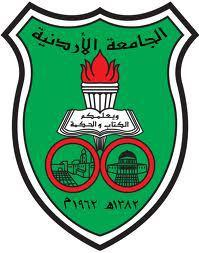 الجامعة الأردنية
ويعلمكم
الكتاب والحكمة
١٣٨٢هـ ١٩٦٢م